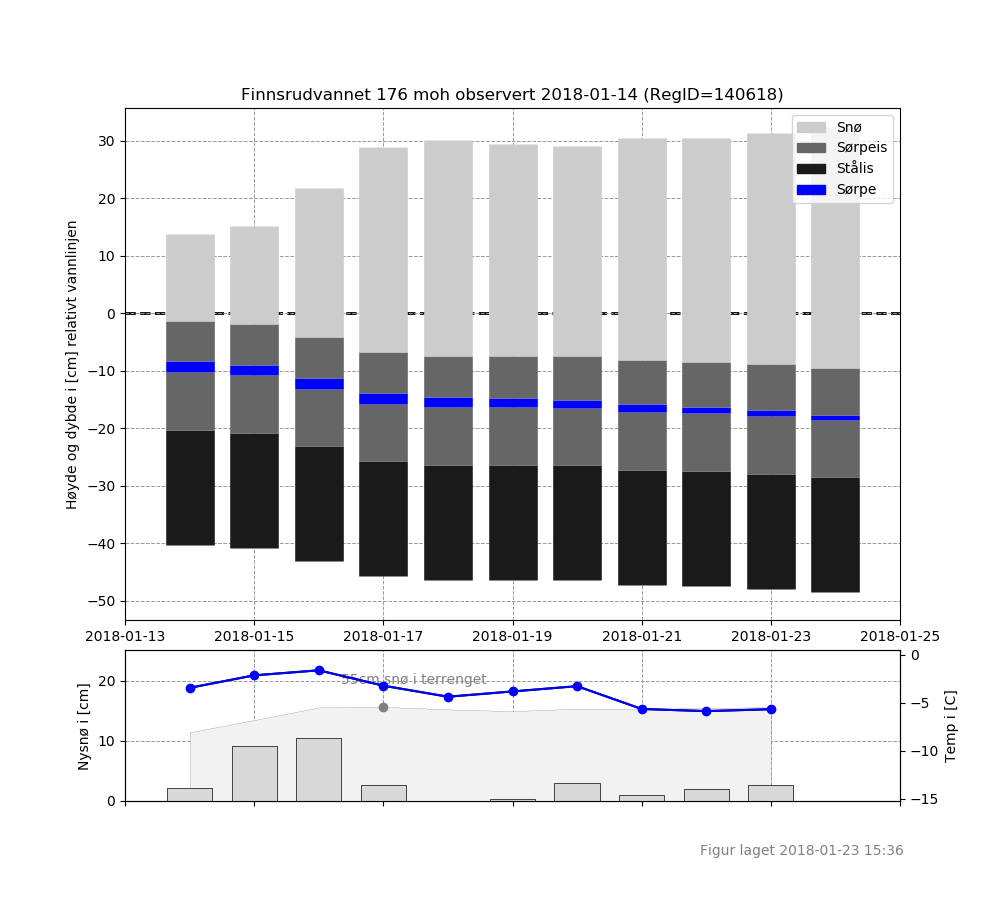 Finnsrudvannet 176 moh observert 2018-01-14 (RegID=140618)
Høyde og dybde i [cm] relativt vannlinjen
30
20
10
0
−10
−20
−30
−40
−50
Snø
Sørpeis
Stålis
Sørpe
2018-01-13 2018-01-15 2018-01-17 2018-01-19 2018-01-21 2018-01-23 2018-01-25
Nysnø i [cm]
20
10
0
55cm snø i terrenget
0
−5
−10
−15
Temp i [C]
Figur laget 2018-01-23 15:36